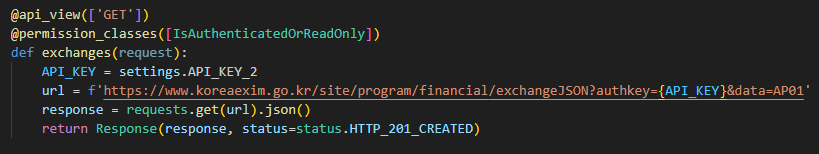 @api_view(['GET'])
@permission_classes([IsAuthenticatedOrReadOnly])
def exchanges(request):
    API_KEY = settings.API_KEY_2
    url = f'https://www.koreaexim.go.kr/site/program/financial/exchangeJSON?authkey={API_KEY}&data=AP01'
    response = requests.get(url).json()
    return Response(response, status=status.HTTP_201_CREATED)